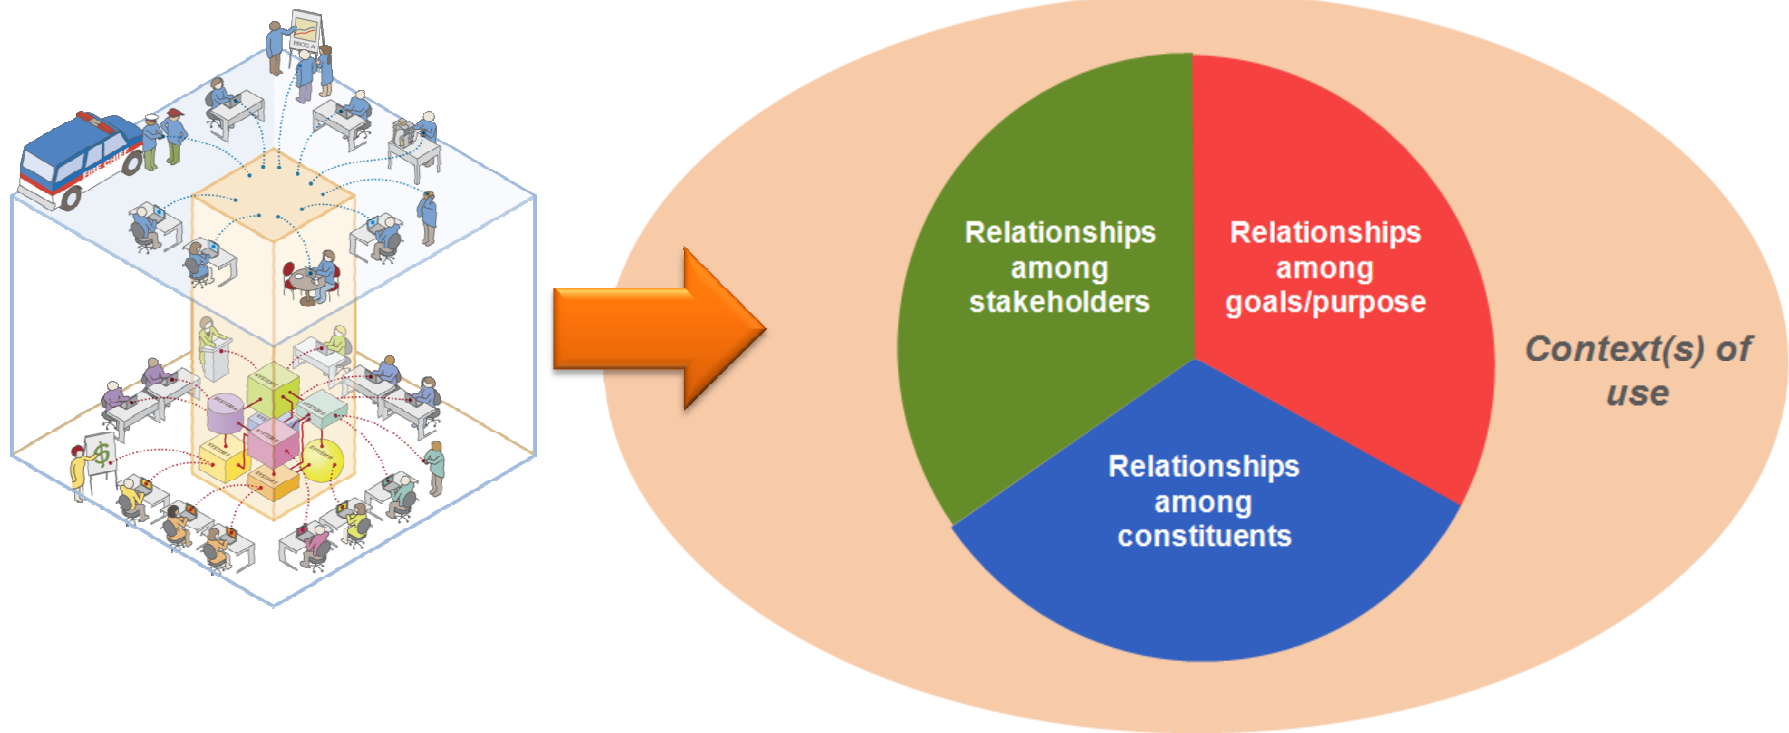 Relationships
among
stakeholders
Relationships
among
goals/purpose
Relationships
among
constituents
Context(s) of
use
$